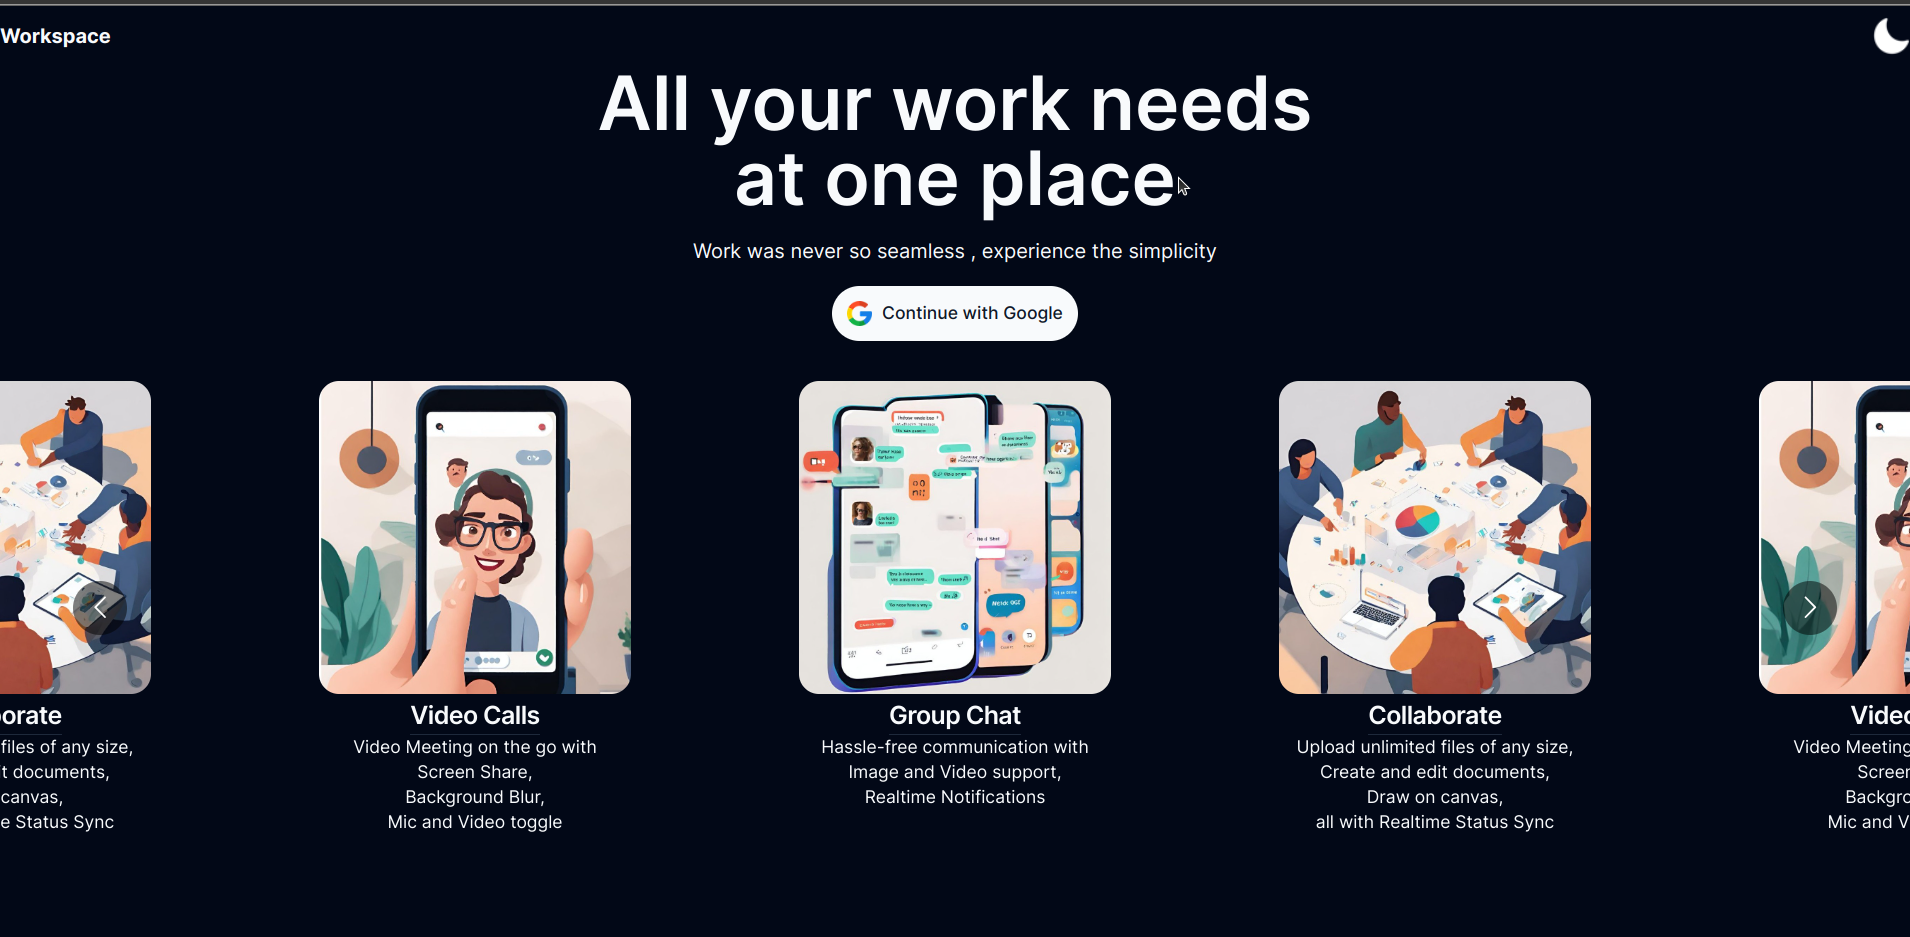 Workspace
All your work needs
at one place
Work was never so seamless , experience the simplicity
Continue with Google
orate
files of any size,
t documents,
canvas,
e Status Sync
Video Calls
Video Meeting on the go with
Screen Share,
Background Blur,
Mic and Video toggle
Group Chat
Hassle-free communication with
Image and Video support,
Realtime Notifications
Collaborate
Upload unlimited files of any size,
Create and edit documents,
Draw on canvas,
all with Realtime Status Sync
Video
Video Meeting
Screen
Backgro
Mic and V